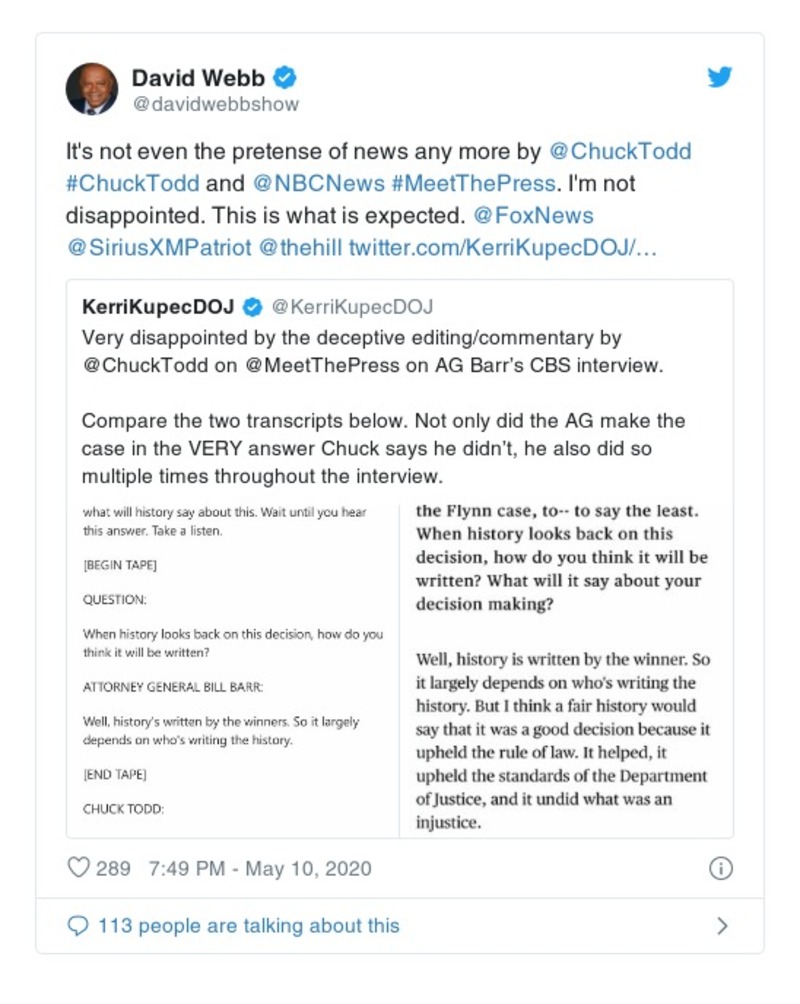 David Webb
@davidwebbshow
It's not even the pretense of news any more by @ChuckTodd
#ChuckTodd and @NBCNews #MeetThePress. I'm not
disappointed. This is what is expected. @FoxNews
@SiriusXMPatriot @thehill twitter.com/KerriKupecDOJ/…
KerriKupecDOJ @KerriKupecDOJ
Very disappointed by the deceptive editing/commentary by
@ChuckTodd on @MeetThePress on AG Barr’s CBS interview.
Compare the two transcripts below. Not only did the AG make the
case in the VERY answer Chuck says he didn’t, he also did so
multiple times throughout the interview.
what will history say about this. Wait until you hear
this answer. Take a listen.
[BEGIN TAPE]
QUESTION:
When history looks back on this decision, how do you
think it will be written?
ATTORNEY GENERAL BILL BARR:
Well, history's written by the winners. So it largely
depends on who's writing the history.
[END TAPE]
CHUCK TODD:
the Flynn case, to-- to say the least.
When history looks back on this
decision, how do you think it will be
written? What will it say about your
decision making?
Well, history is written by the winner. So
it largely depends on who's writing the
history. But I think a fair history would
say that it was a good decision because it
upheld the rule of law. It helped, it
upheld the standards of the Department
of Justice, and it undid what was an
injustice.
289 7:49 PM - May 10, 2020
113 people are talking about this